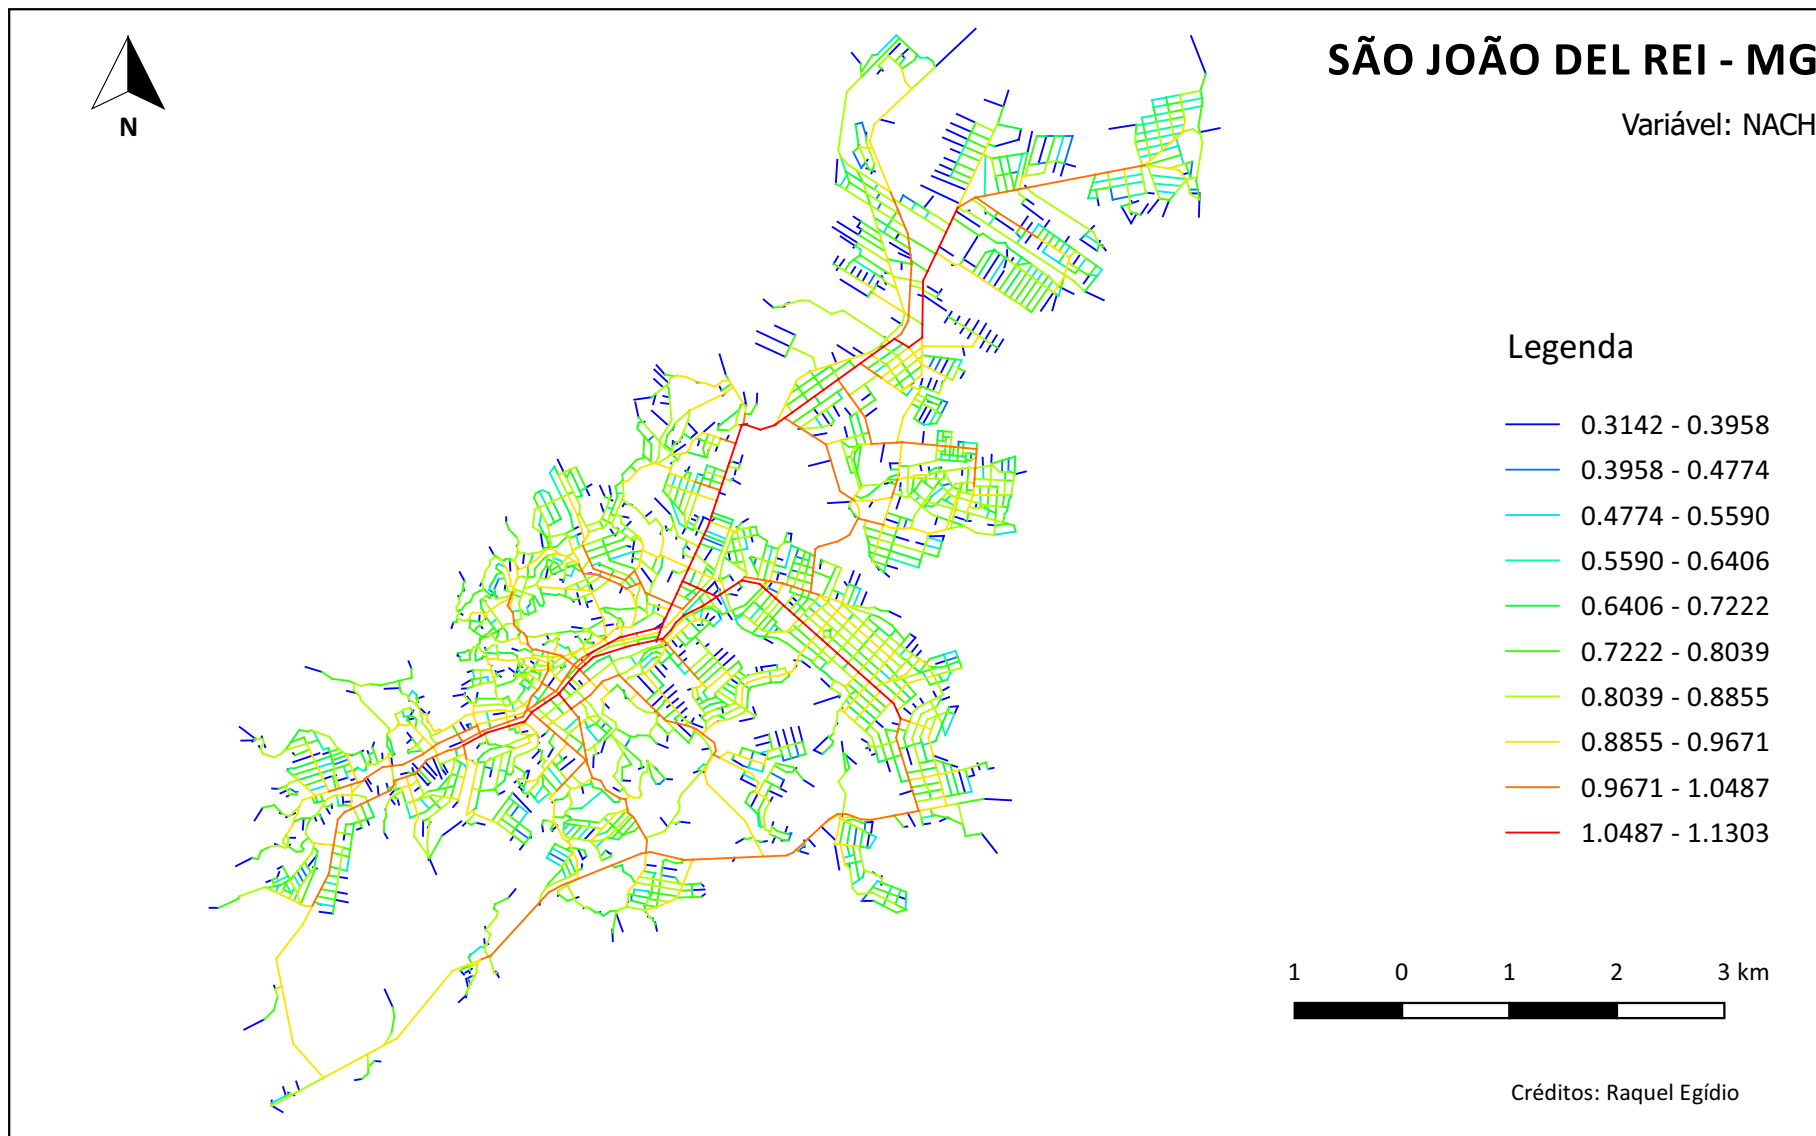 SÃO JOÃO DEL REI - MG
Variável: NACH
N
Legenda
0.3142 - 0.3958
0.3958 - 0.4774
0.4774 - 0.5590
0.5590 - 0.6406
0.6406 - 0.7222
0.7222 - 0.8039
0.8039 - 0.8855
0.8855 - 0.9671
0.9671 - 1.0487
1.0487 - 1.1303
1 0 1 2 3 km
Créditos: Raquel Egídio